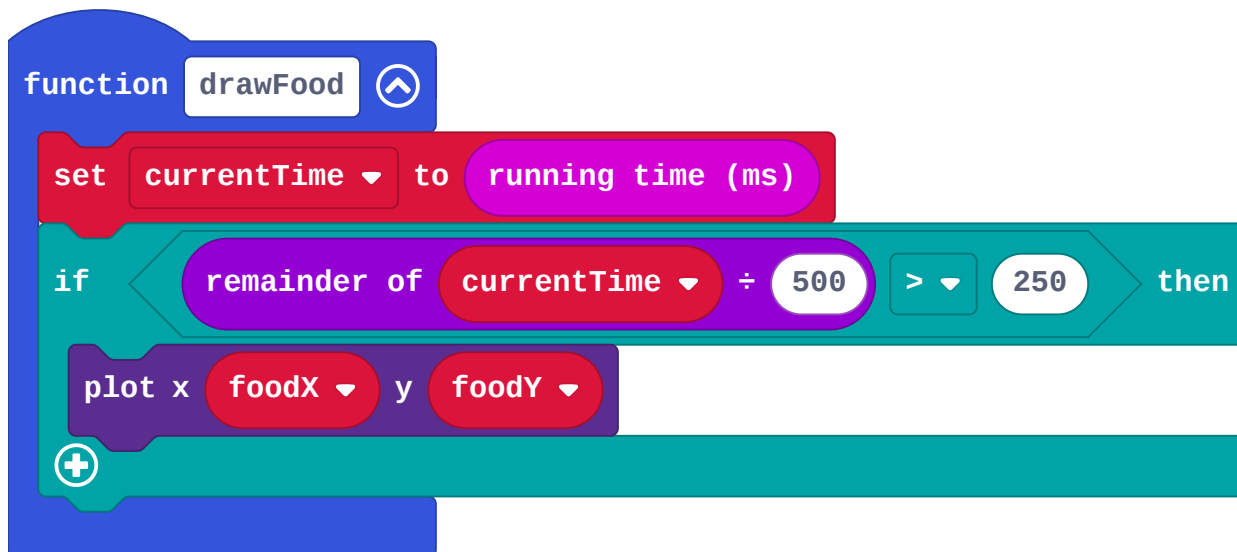 function drawFood
set currentTime to running time (ms)
if remainder of currentTime ÷ 500 > 250 then
plot x foodX y foodY